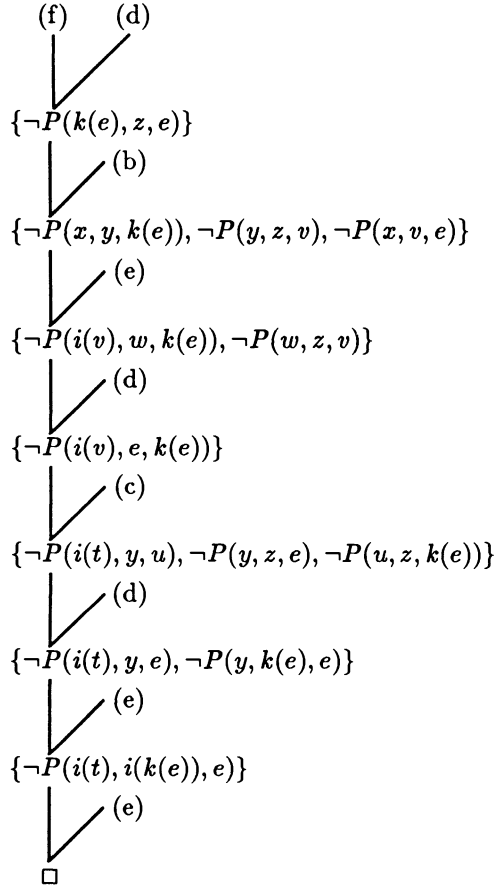 (f) (d)
{¬P(k(e), z, e)}
(b)
{¬P(x, y, k(e)), ¬P(y, z, v), ¬P(x, v, e)}
(e)
{¬P(i(v), w, k(e)), ¬P(w, z, v)}
(d)
{¬P(i(v), e, k(e))}
(c)
{¬P(i(t), y, u), ¬P(y, z, e), ¬P(u, z, k(e))}
(d)
{¬P(i(t), y, e), ¬P(y, k(e), e)}
(e)
{¬P(i(t), i(k(e)), e)}
(e)
□